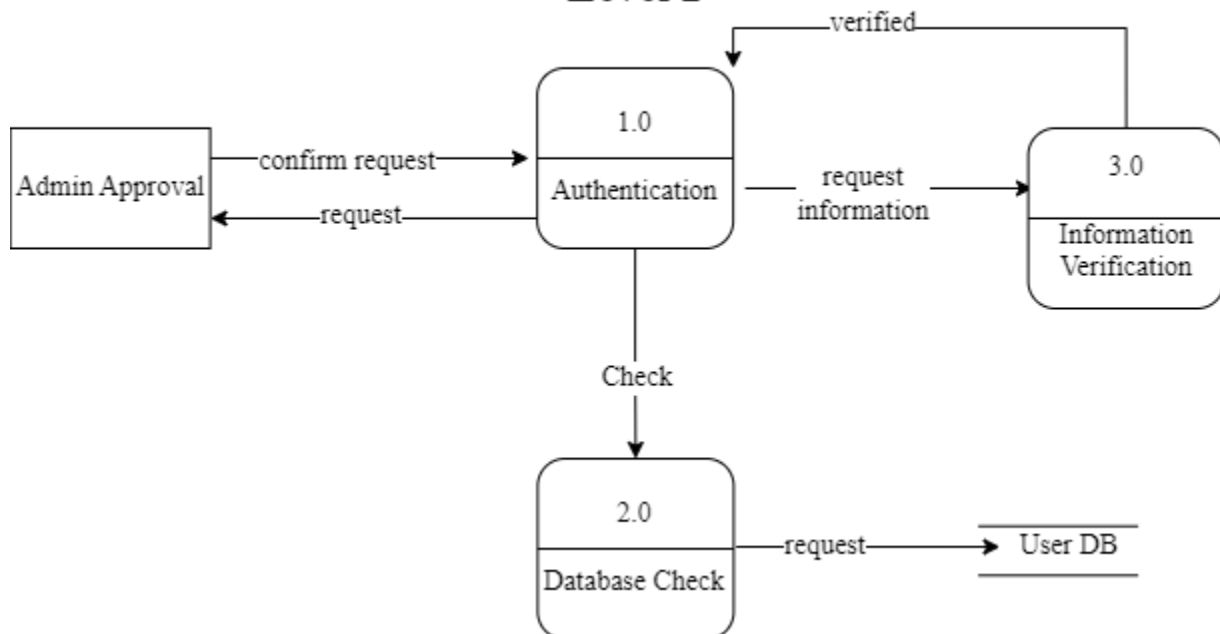 verified
1.0
confirm request
Admin Approval
Authentication
request
request
information
3.0
Information
Verification
Check
2.0
request
User DB
Database Check